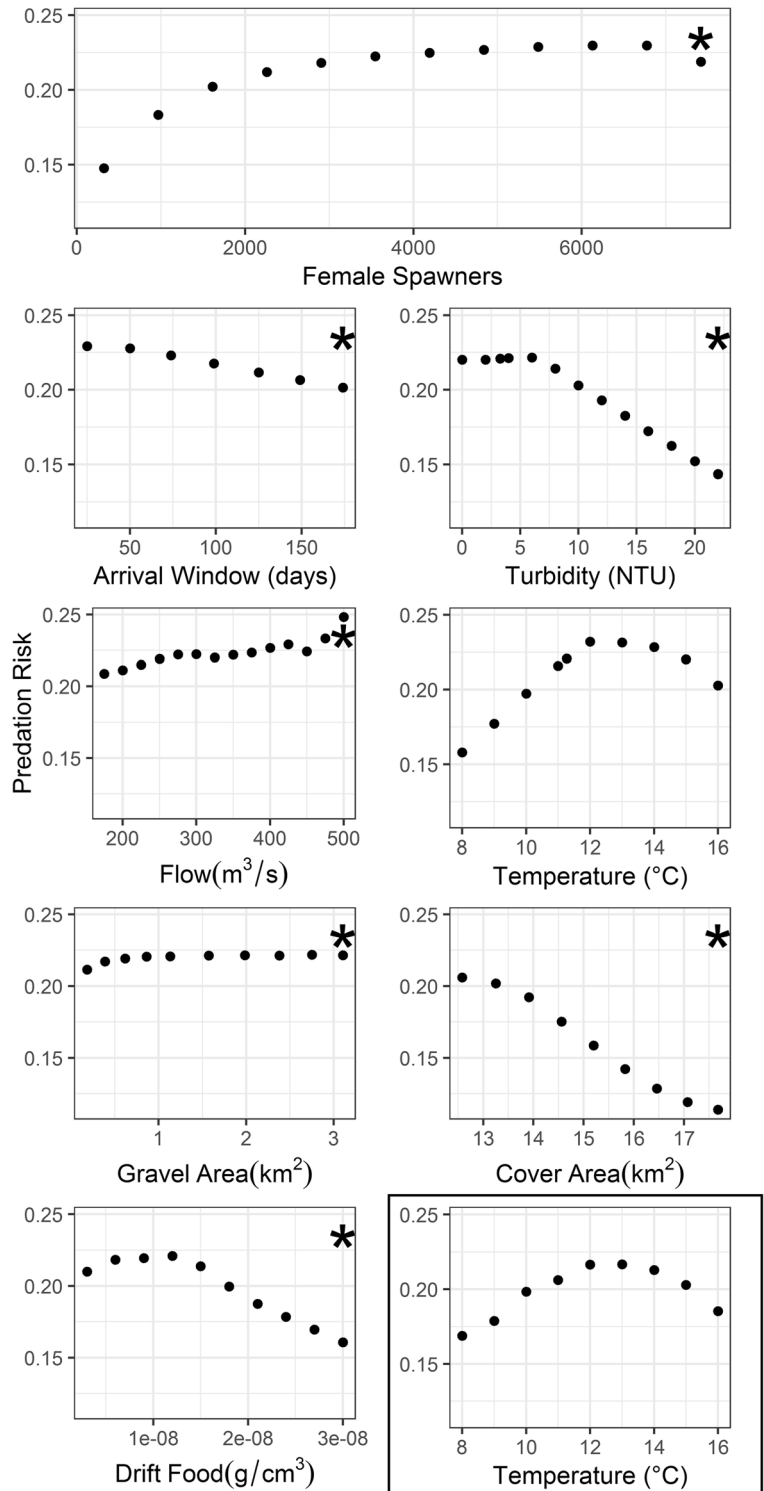 0.25
0.20
0.15
*
0 2000 4000 6000
Female Spawners
0.25
0.20
0.15
*
50 100 150
Arrival Window (days)
0.25
0.20
0.15
*
0 5 10 15 20
Turbidity (NTU)
Predation Risk
0.25
0.20
0.15
*
200 300 400 500
Flow(m³/s)
0.25
0.20
0.15
8 10 12 14 16
Temperature (°C)
0.25
0.20
0.15
*
1 2 3
Gravel Area(km²)
0.25
0.20
0.15
*
13 14 15 16 17
Cover Area(km²)
0.25
0.20
0.15
*
1e-08 2e-08 3e-08
Drift Food(g/cm³)
0.25
0.20
0.15
8 10 12 14 16
Temperature (°C)